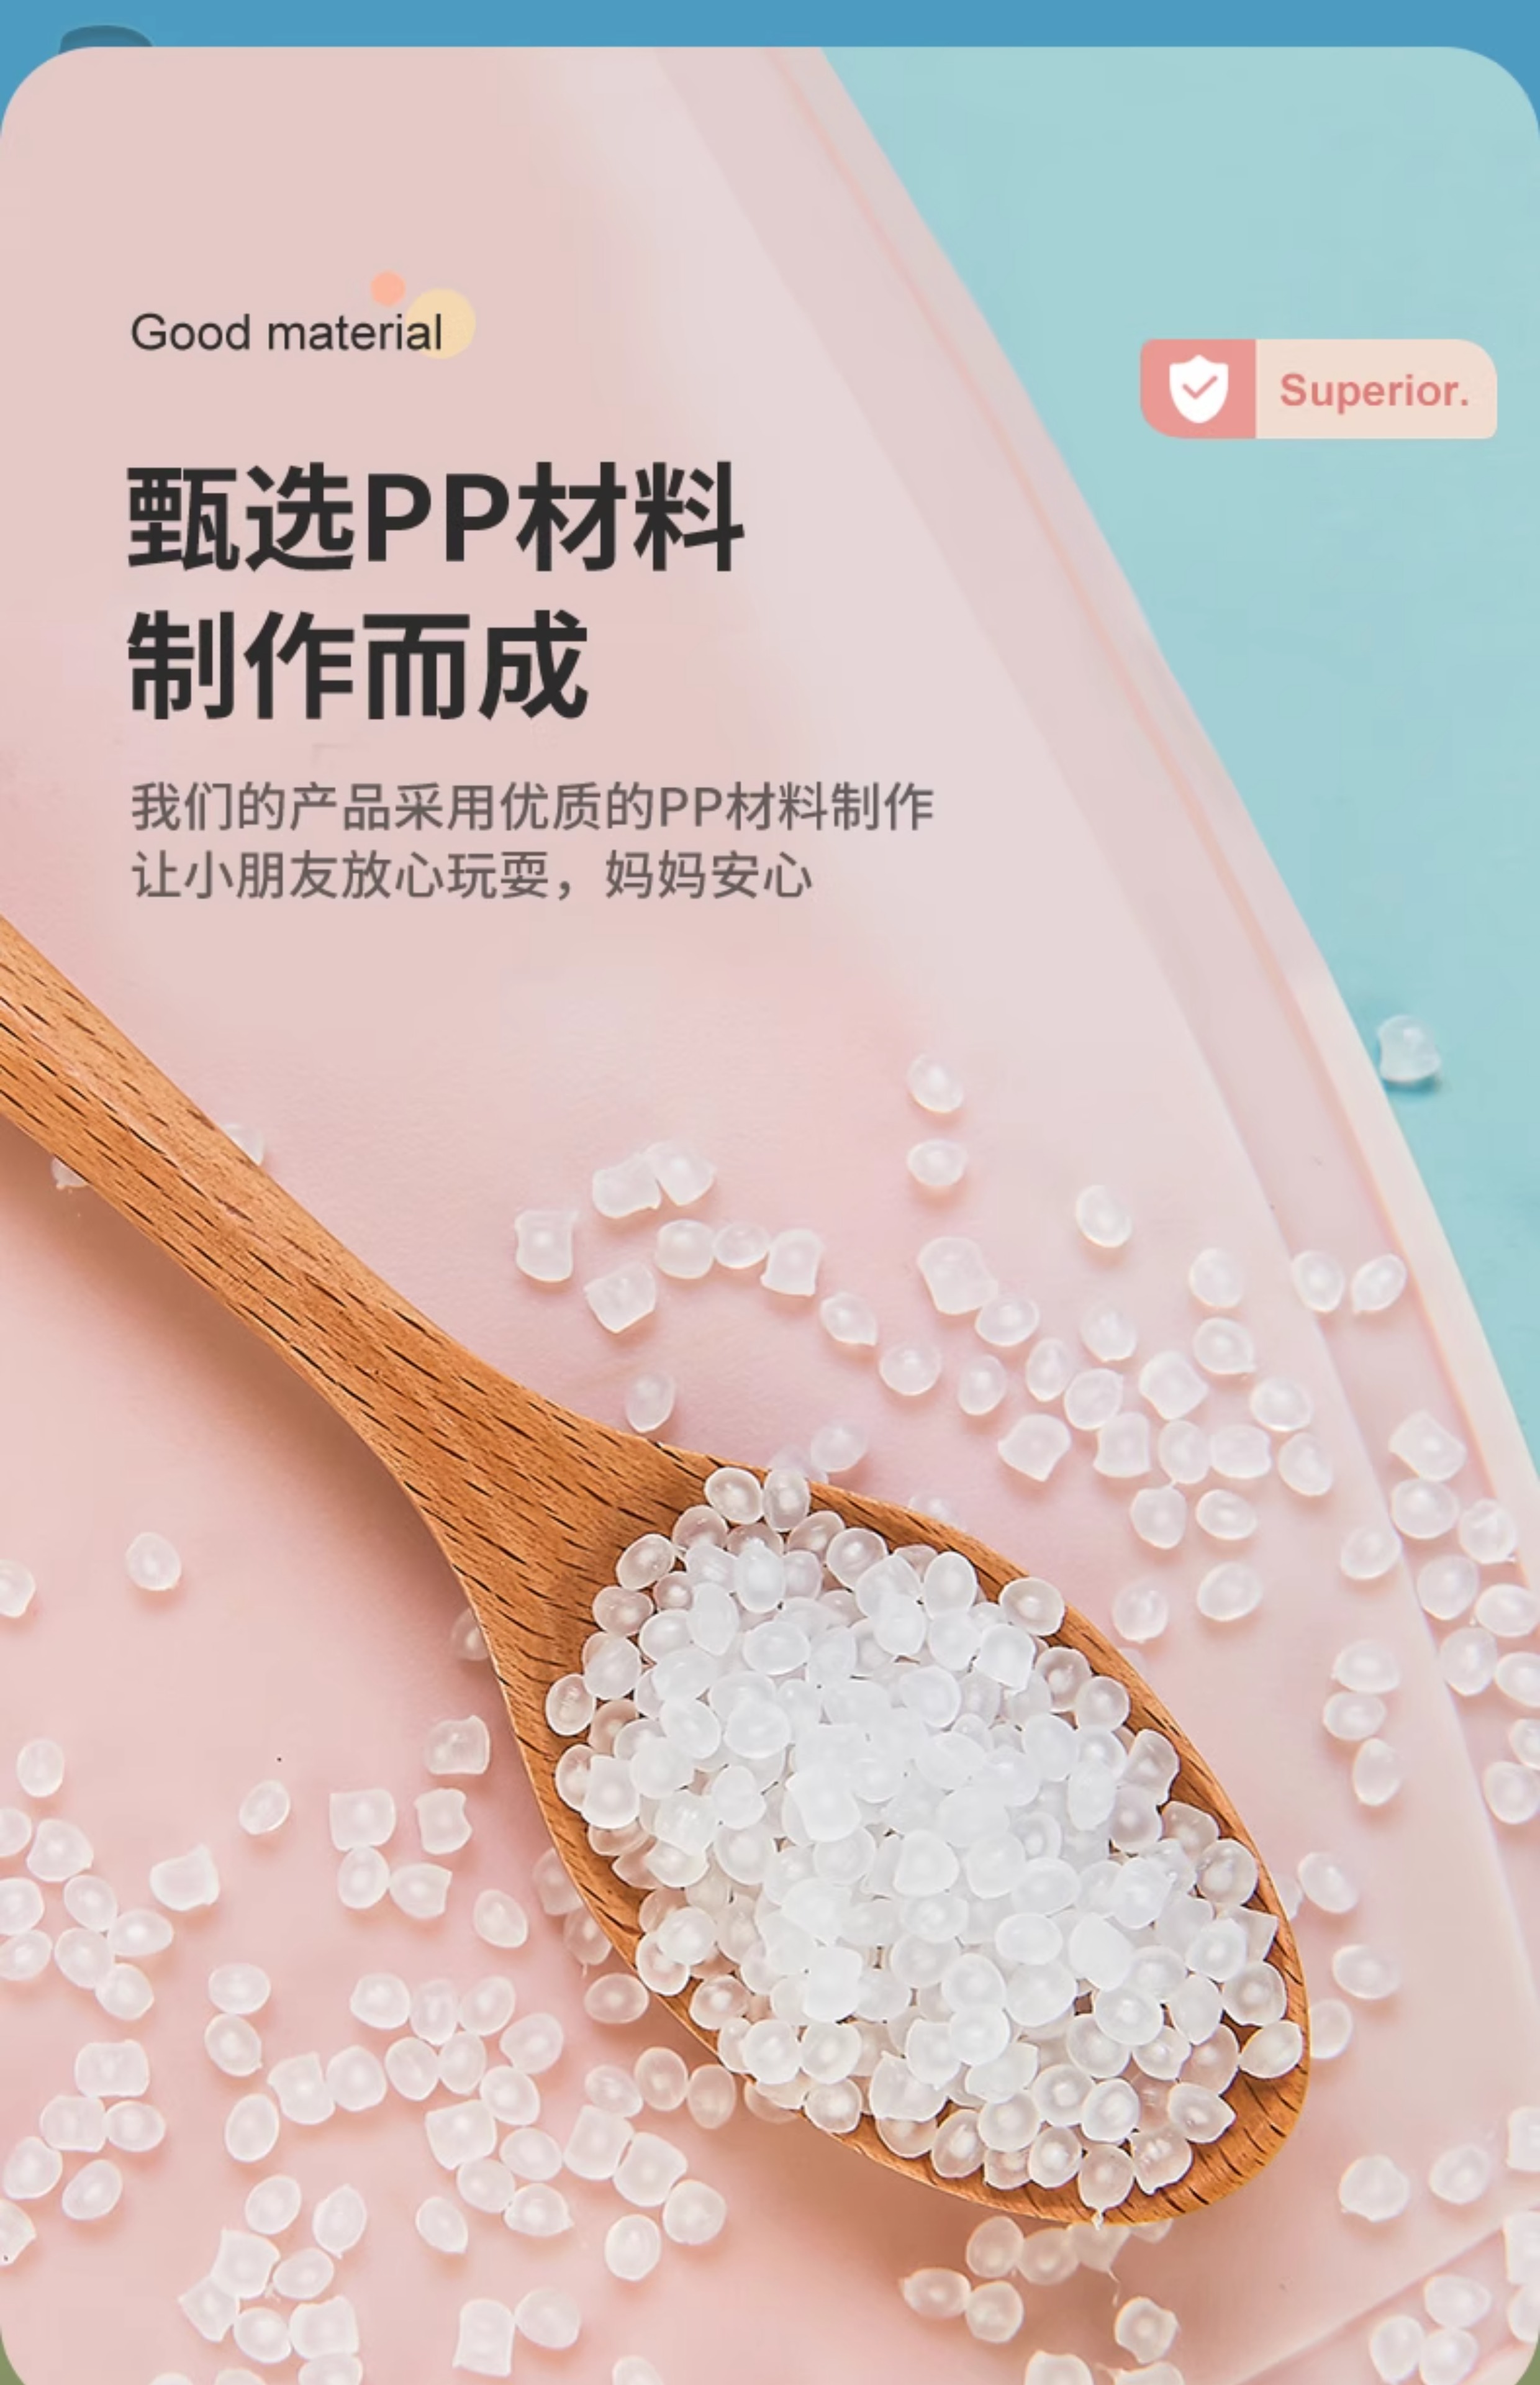 Good material
Superior.
甄选PP材料
制作而成
我们的产品采用优质的PP材料制作
让小朋友放心玩耍，妈妈安心